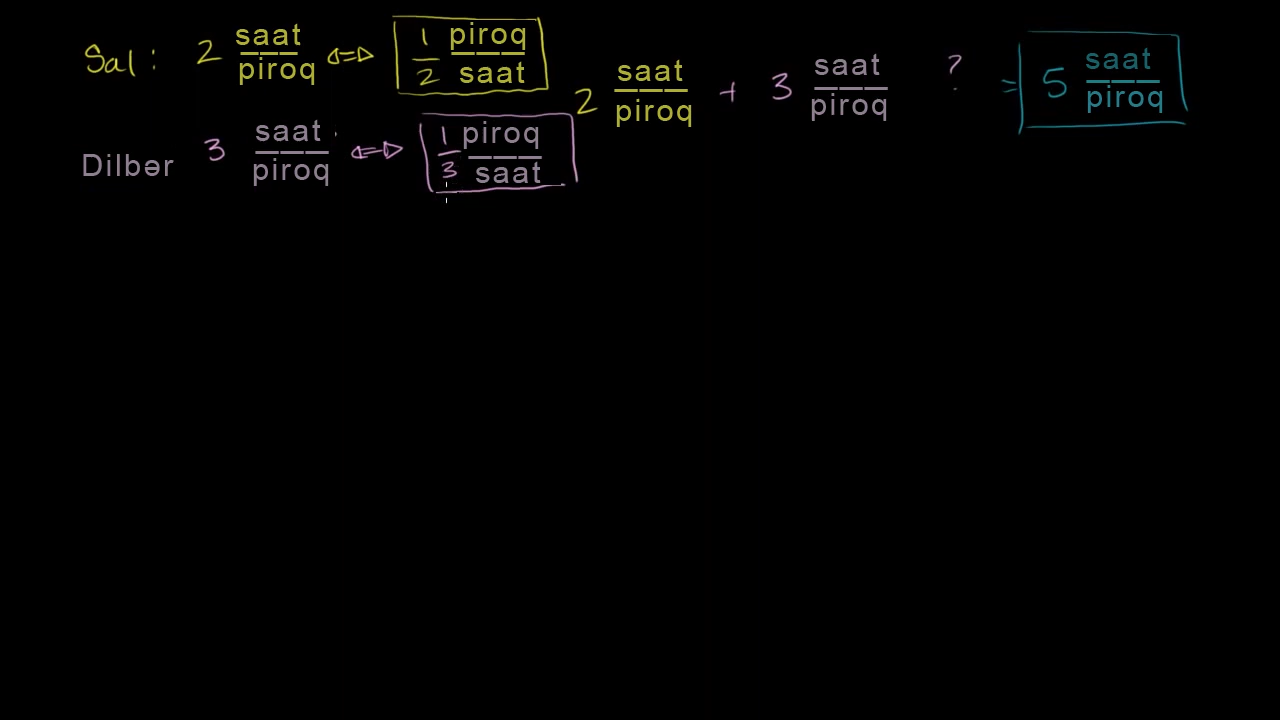 Sal: 2 saat/piroq ⇔ 1/2 piroq/saat
2 saat/piroq + 3 saat/piroq ? = 5 saat/piroq
Dilbər 3 saat/piroq ⇔ 1/3 piroq/saat